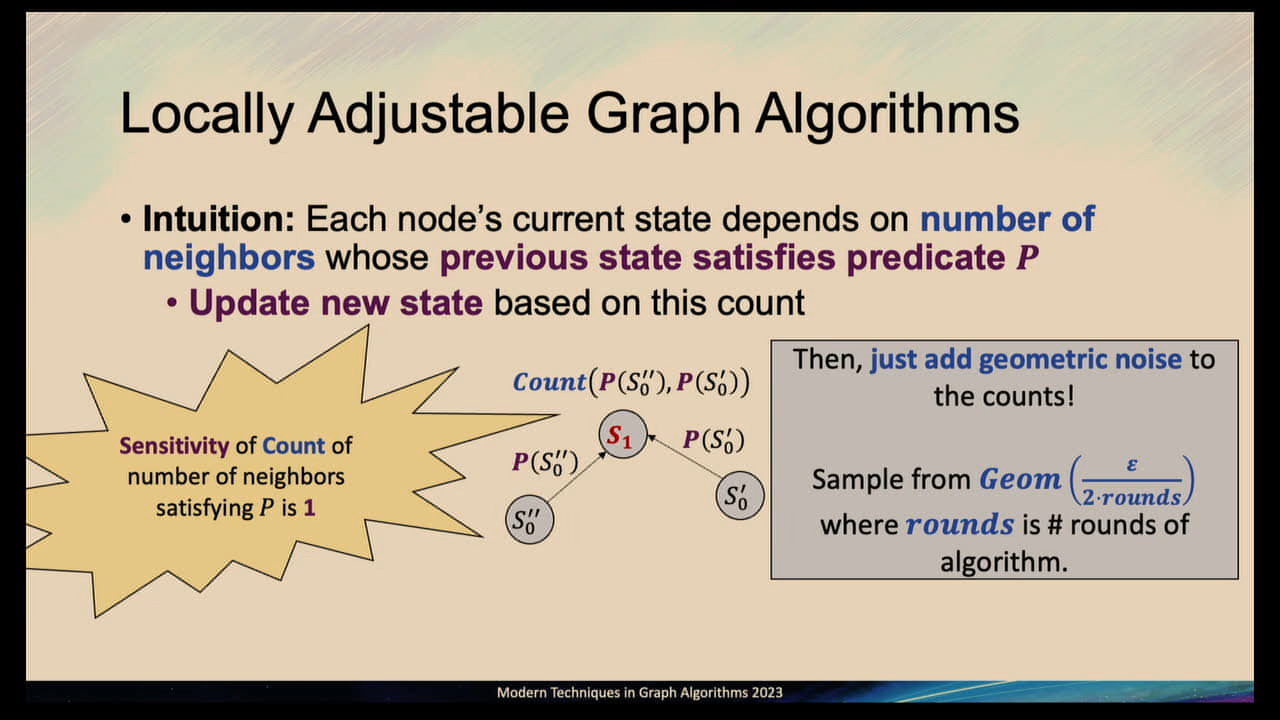 Locally Adjustable Graph Algorithms
• Intuition: Each node's current state depends on number of
neighbors whose previous state satisfies predicate P
• Update new state based on this count
Sensitivity of Count of
number of neighbors
satisfying P is 1
Count(P(S₀′′), P(S₀′))
S₁
P(S₀′′)
P(S₀′)
S₀′′
S₀′
Then, just add geometric noise to
the counts!
Sample from Geom (ε / 2·rounds)
where rounds is # rounds of
algorithm.
Modern Techniques in Graph Algorithms 2023